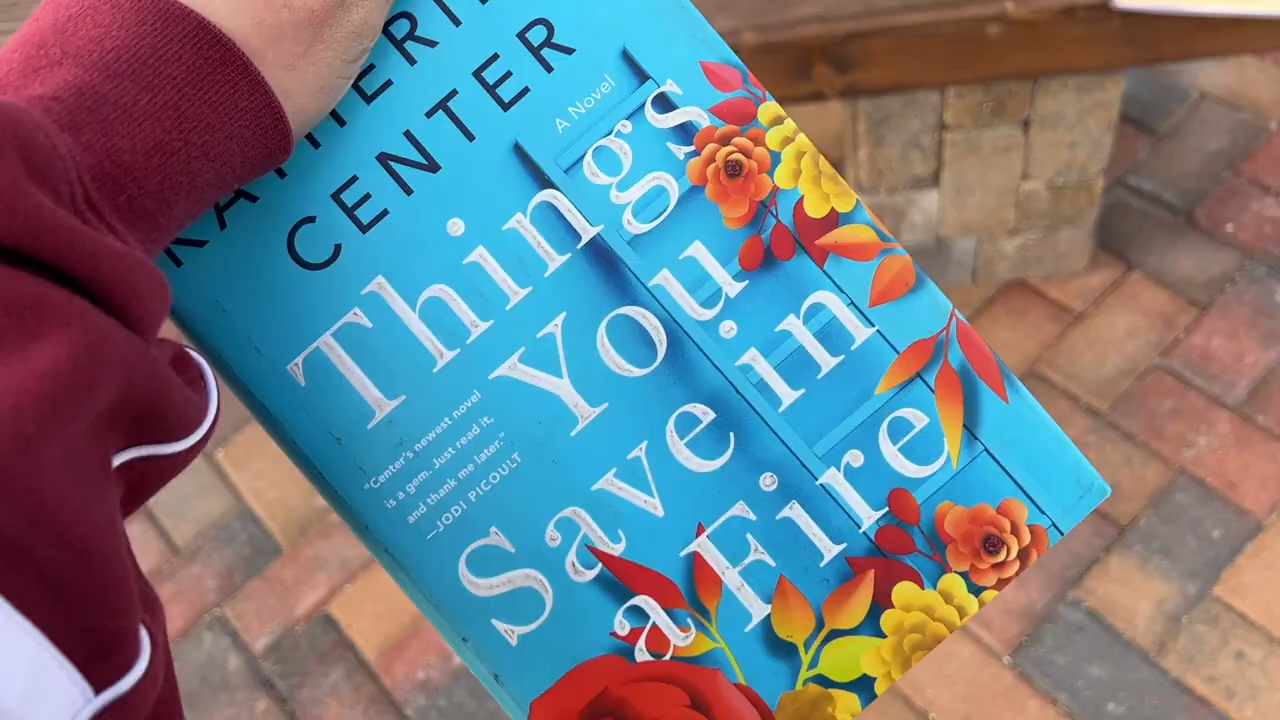 KATHERINE
CENTER
A Novel
Things
You
Save in
a Fire
"Center's newest novel
is a gem. Just read it,
and thank me later."
—JODI PICOULT